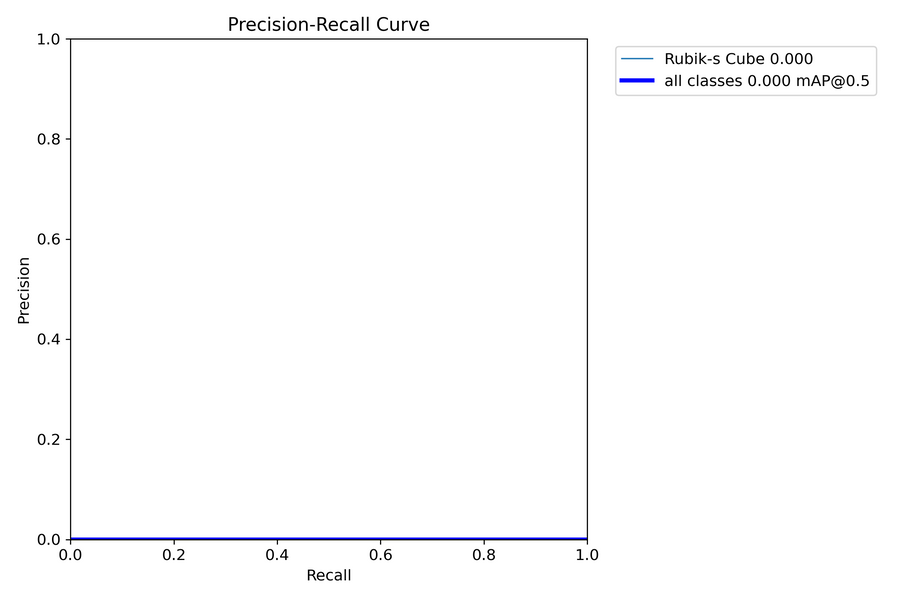 Precision-Recall Curve
1.0
0.8
0.6
0.4
0.2
0.0
Precision
0.0 0.2 0.4 0.6 0.8 1.0
Recall
Rubik-s Cube 0.000
all classes 0.000 mAP@0.5